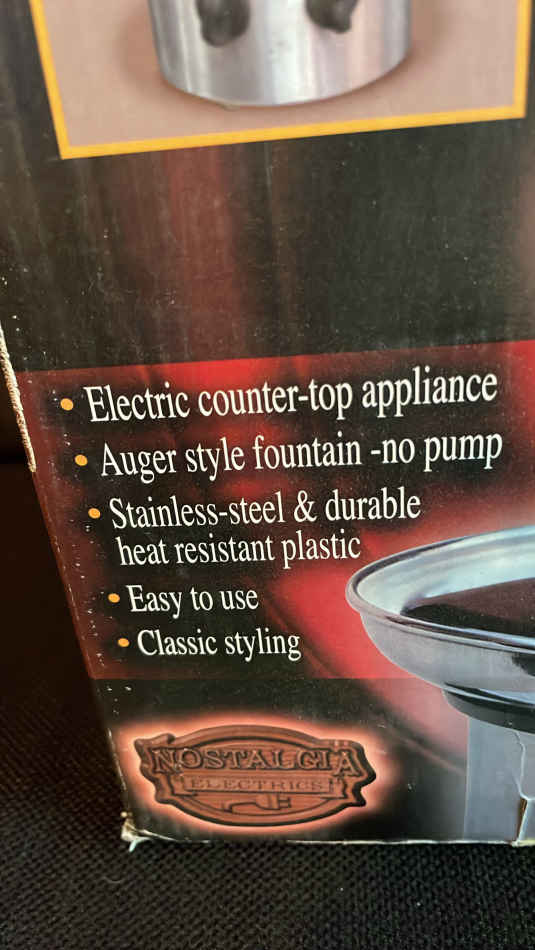 • Electric counter-top appliance
• Auger style fountain -no pump
• Stainless-steel & durable
heat resistant plastic
• Easy to use
• Classic styling
NOSTALGIA
ELECTRICS